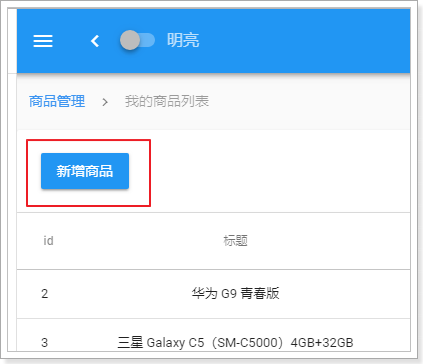 明亮
商品管理 > 我的商品列表
新增商品
id 标题
2 华为 G9 青春版
3 三星 Galaxy C5（SM-C5000）4GB+32GB